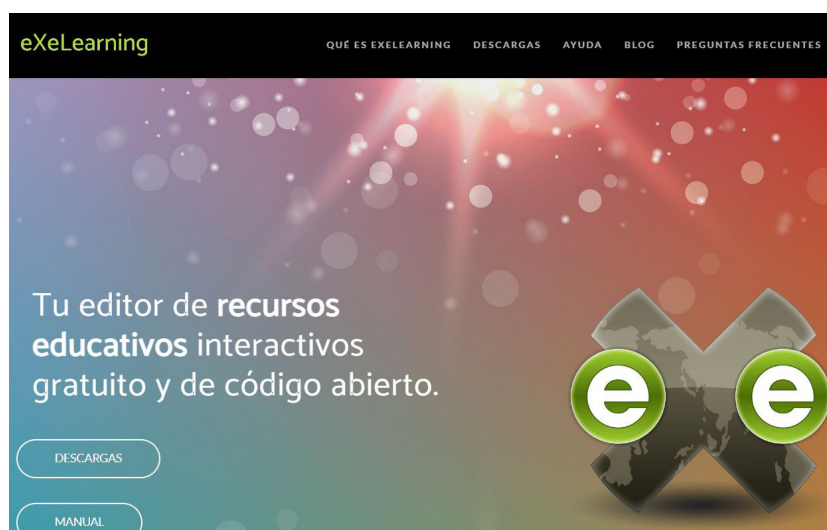 eXeLearning
QUÉ ES EXELEARNING DESCARGAS AYUDA BLOG PREGUNTAS FRECUENTES
Tu editor de recursos
educativos interactivos
gratuito y de código abierto.
e e
DESCARGAS
MANUAL